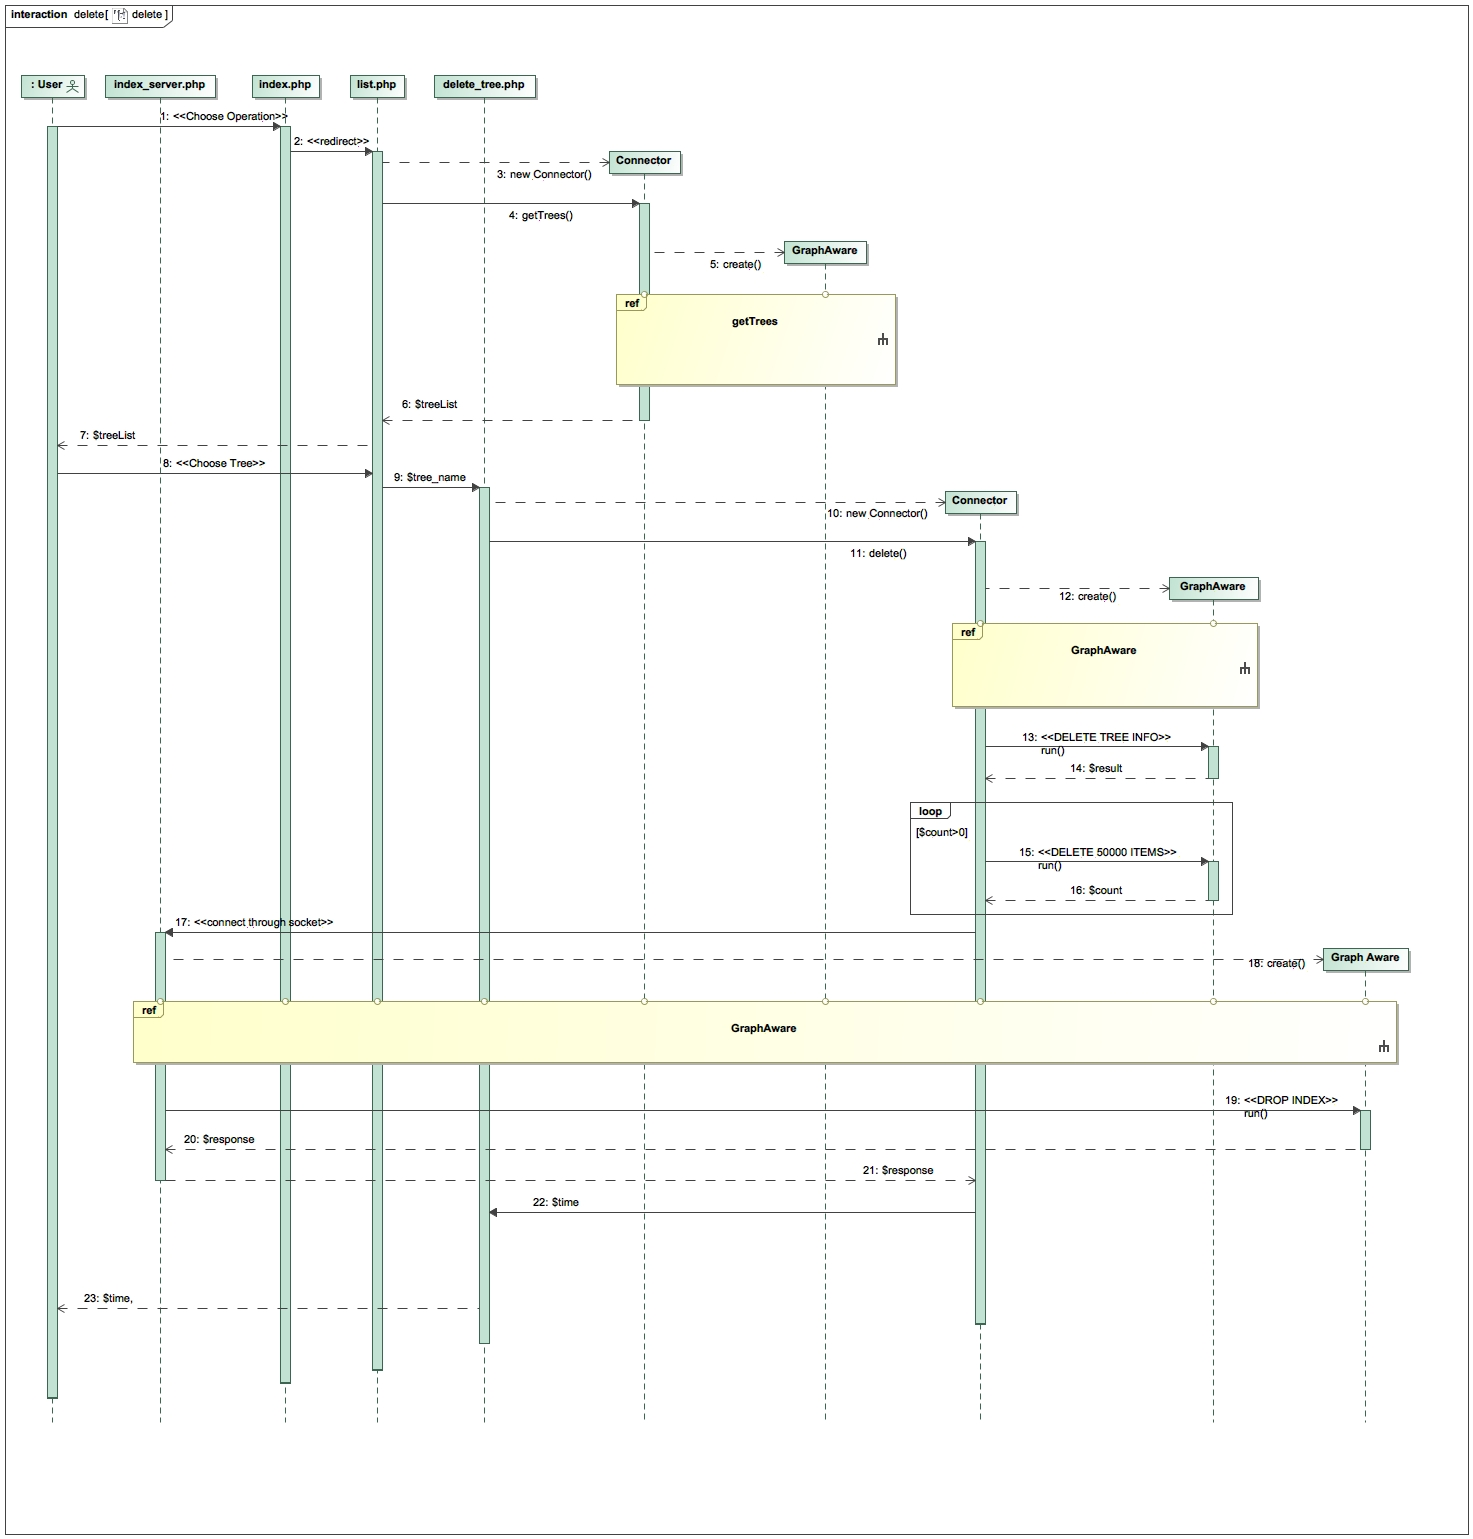 interaction delete[ delete ]
: User
index_server.php
index.php
list.php
delete_tree.php
1: <<Choose Operation>>
2: <<redirect>>
Connector
3: new Connector()
4: getTrees()
GraphAware
5: create()
ref
getTrees
6: $treeList
7: $treeList
8: <<Choose Tree>>
9: $tree_name
Connector
10: new Connector()
11: delete()
GraphAware
12: create()
ref
GraphAware
13: <<DELETE TREE INFO>>
run()
14: $result
loop
[$count>0]
15: <<DELETE 50000 ITEMS>>
run()
16: $count
17: <<connect through socket>>
Graph Aware
18: create()
ref
GraphAware
19: <<DROP INDEX>>
run()
20: $response
21: $response
22: $time
23: $time,